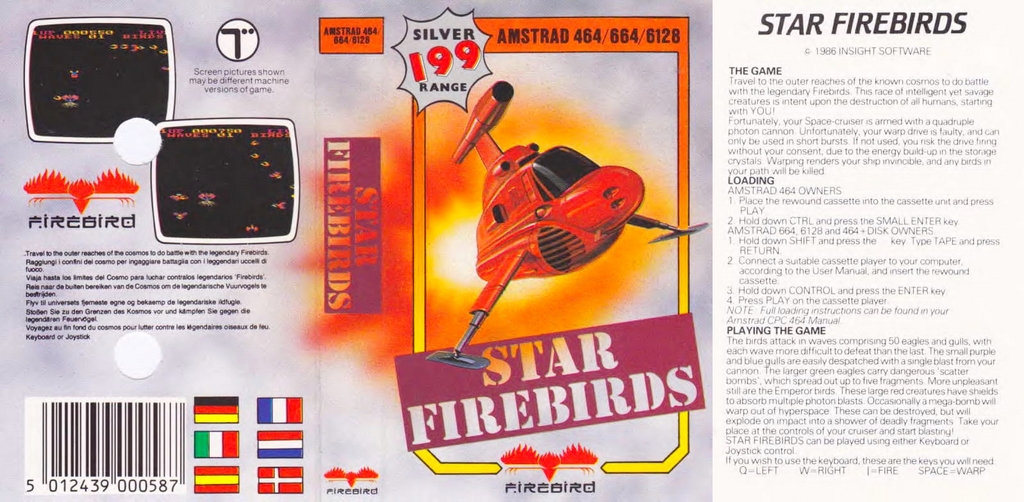 LUE 000550 LIV
WAVES 01 BIRDS
Screen pictures shown
may be different machine
versions of game.
LUE 000750 LIV
WAVES 01 BIRDS
FIREBIRD
.Travel to the outer reaches of the cosmos to do battle with the legendary Firebirds.
Raggiungi i confini del cosmo per ingaggiare battaglia con i leggendari uccelli di
fuoco.
Viaja hasta los limites del Cosmo para luchar contralos legendarios 'Firebirds'.
Reis naar de buiten bereiken van de Cosmos om de legendarische Vuurvogels te
bestrijden.
Flyv til universets fjerneste egne og bekaemp de legendariske ildfugle.
Stoßen Sie zu den Grenzen des Kosmos vor und kämpfen Sie gegen die
legendären Feuervögel.
Voyagez au fin fond du cosmos pour lutter contre les légendaires oiseaux de feu.
Keyboard or Joystick
5 012439 000587
AMSTRAD 464/
664/6128
STAR
FIREBIRDS
FIREBIRD
SILVER
199
RANGE
AMSTRAD 464/664/6128
STAR
FIREBIRDS
FIREBIRD
STAR FIREBIRDS
© 1986 INSIGHT SOFTWARE
THE GAME
Travel to the outer reaches of the known cosmos to do battle
with the legendary Firebirds. This race of intelligent yet savage
creatures is intent upon the destruction of all humans, starting
with YOU!
Fortunately, your Space-cruiser is armed with a quadruple
photon cannon. Unfortunately, your warp drive is faulty, and can
only be used in short bursts. If not used, you risk the drive firing
without your consent, due to the energy build-up in the storage
crystals. Warping renders your ship invincible, and any birds in
your path will be killed.
LOADING
AMSTRAD 464 OWNERS
1. Place the rewound cassette into the cassette unit and press
PLAY.
2. Hold down CTRL and press the SMALL ENTER key.
AMSTRAD 664, 6128 and 464 + DISK OWNERS
1. Hold down SHIFT and press the key. Type TAPE and press
RETURN.
2. Connect a suitable cassette player to your computer,
according to the User Manual, and insert the rewound
cassette.
3. Hold down CONTROL and press the ENTER key.
4. Press PLAY on the cassette player.
NOTE: Full loading instructions can be found in your
Amstrad CPC 464 Manual.
PLAYING THE GAME
The birds attack in waves comprising 50 eagles and gulls, with
each wave more difficult to defeat than the last. The small purple
and blue gulls are easily despatched with a single blast from your
cannon. The larger green eagles carry dangerous 'scatter
bombs', which spread out up to five fragments. More unpleasant
still are the Emperor birds. These large red creatures have shields
to absorb multiple photon blasts. Occasionally a mega-bomb will
warp out of hyperspace. These can be destroyed, but will
explode on impact into a shower of deadly fragments. Take your
place at the controls of your cruiser and start blasting!
STAR FIREBIRDS can be played using either Keyboard or
Joystick control.
If you wish to use the keyboard, these are the keys you will need:
Q=LEFT W=RIGHT [=FIRE SPACE=WARP